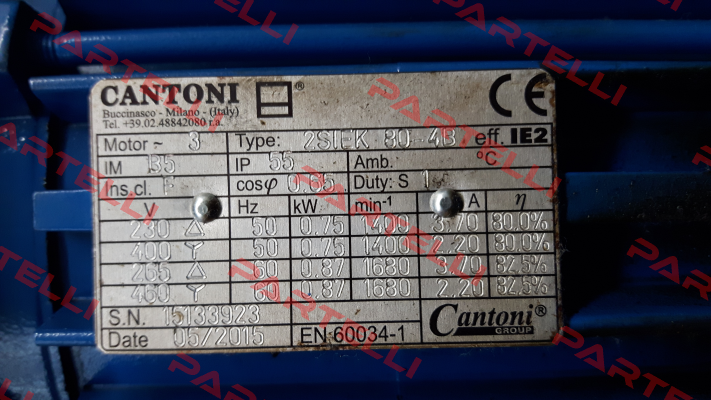 CANTONI ®
Buccinasco - Milano - (Italy)
Tel. +39.02.48842080 r.a.
CE
Motor ~ 3 Type: 2SIEK 80-4B eff. IE2
IM B5 IP 55 Amb. °C
Ins.cl. F cosφ 0.65 Duty: S 1
V Hz kW min-1 A η
230 △ 50 0.75 1400 3.70 80.0%
400 Y 50 0.75 1400 2.20 80.0%
265 △ 60 0.87 1680 3.70 82.5%
460 Y 60 0.87 1680 2.20 82.5%
S.N. 15133923
Date 05/2015 EN 60034-1
Cantoni®
GROUP
PARTELLI
PARTELLI
PARTELLI
PARTELLI
PARTELLI